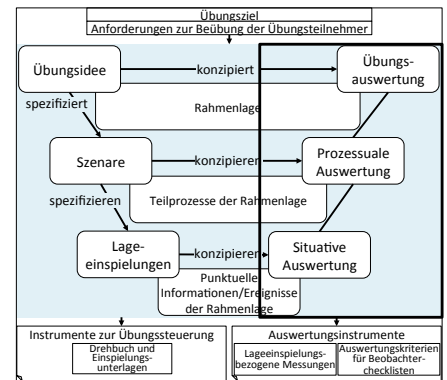 Übungsziel
Anforderungen zur Beübung der Übungsteilnehmer
Übungsidee
konzipiert
Übungs-
auswertung
spezifiziert
Rahmenlage
Szenare
konzipieren
Prozessuale
Auswertung
spezifizieren
Teilprozesse der Rahmenlage
Lage-
einspielungen
konzipieren
Situative
Auswertung
Punktuelle
Informationen/Ereignisse
der Rahmenlage
Instrumente zur Übungssteuerung
Drehbuch und
Einspielungs-
unterlagen
Auswertungsinstrumente
Lageeinspielungs-
bezogene Messungen
Auswertungskriterien
für Beobachter-
checklisten